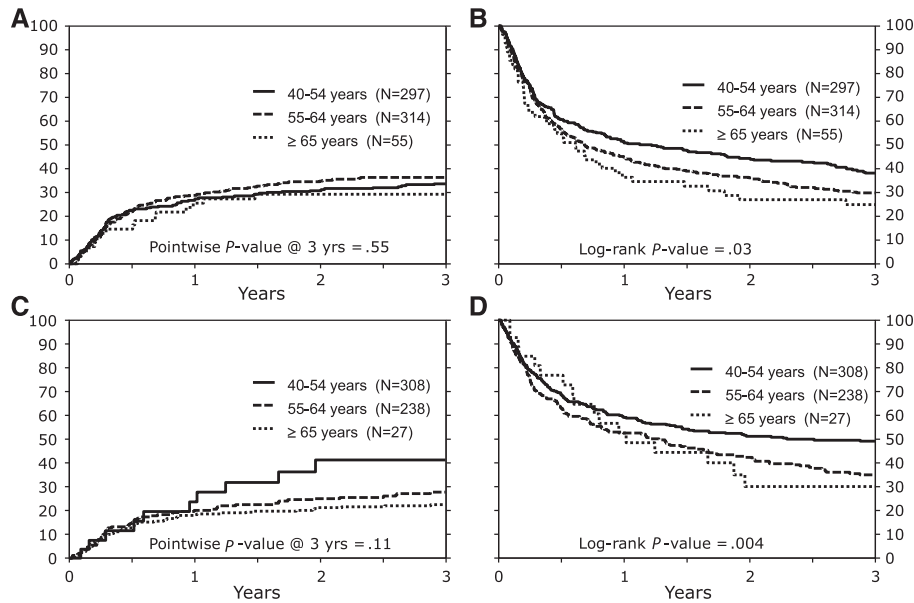 A
100
90
80
70
60
50
40
30
20
10
0
40-54 years (N=297)
55-64 years (N=314)
≥ 65 years (N=55)
Pointwise P-value @ 3 yrs = .55
0 1 2 3
Years
B
100
90
80
70
60
50
40
30
20
10
0
40-54 years (N=297)
55-64 years (N=314)
≥ 65 years (N=55)
Log-rank P-value = .03
0 1 2 3
Years
C
100
90
80
70
60
50
40
30
20
10
0
40-54 years (N=308)
55-64 years (N=238)
≥ 65 years (N=27)
Pointwise P-value @ 3 yrs = .11
0 1 2 3
Years
D
100
90
80
70
60
50
40
30
20
10
0
40-54 years (N=308)
55-64 years (N=238)
≥ 65 years (N=27)
Log-rank P-value = .004
0 1 2 3
Years